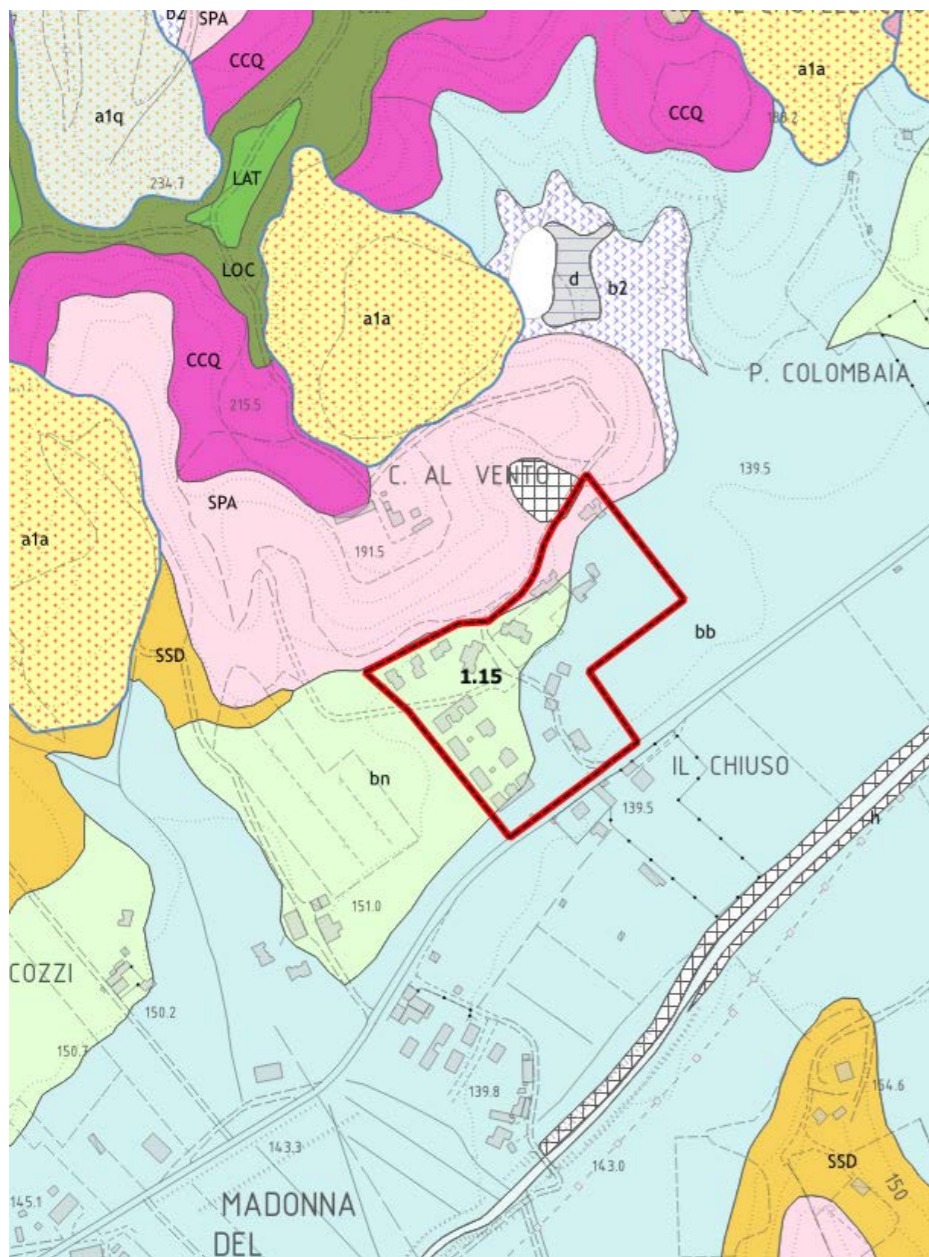 b2
SPA
CCQ
a1a
CCQ
a1q
188.2
LAT
234.7
LOC
d
b2
a1a
CCQ
P. COLOMBAIA
215.5
C. AL VENTO
139.5
SPA
a1a
191.5
bb
SSD
1.15
IL CHIUSO
bn
139.5
h
151.0
COZZI
150.2
150.7
139.8
154.6
143.3
143.0
SSD
150
145.1
MADONNA
DEL